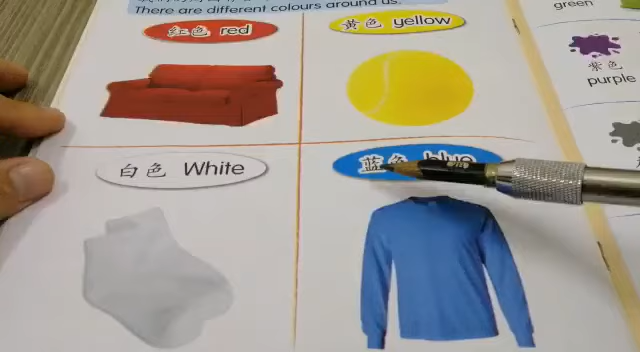 There are different colours around us.
红色 red
黄色 yellow
白色 White
蓝色 blue
green
紫色
purple